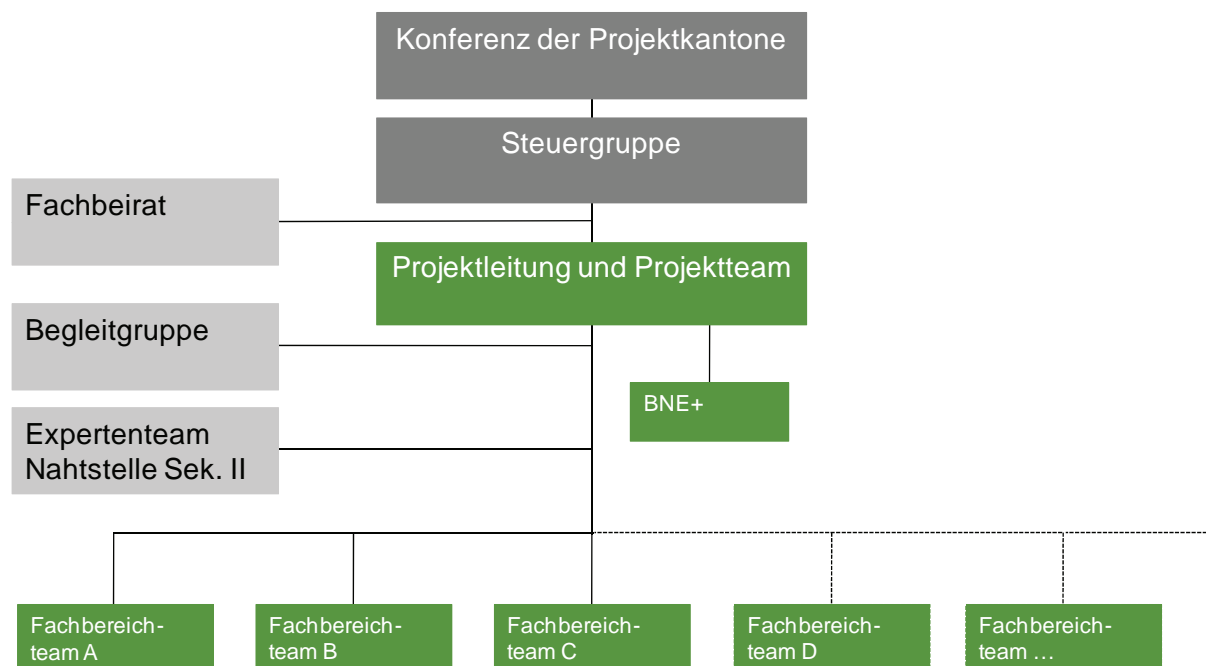 Konferenz der Projektkantone
Steuergruppe
Fachbeirat
Projektleitung und Projektteam
Begleitgruppe
BNE+
Expertenteam
Nahtstelle Sek. II
Fachbereich-
team A
Fachbereich-
team B
Fachbereich-
team C
Fachbereich-
team D
Fachbereich-
team …